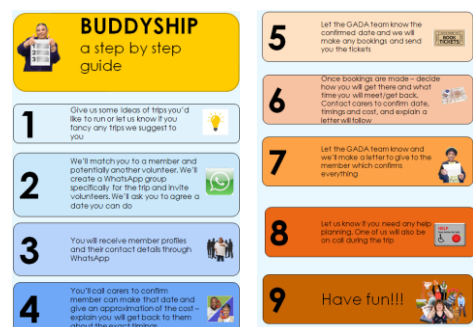 BUDDYSHIP
a step by step
guide
1
Give us some ideas of trips you'd
like to run or let us know if you
fancy any trips we suggest to
you
2
We'll match you to a member and
potentially another volunteer. We'll
create a WhatsApp group
specifically for the trip and invite
volunteers. We'll ask you to agree a
date you can do
3
You will receive member profiles
and their contact details through
WhatsApp
4
You'll call carers to confirm
member can make that date and
give an approximation of the cost –
explain you will get back to them
about the exact timings
5
Let the GADA team know the
confirmed date and we will
make any bookings and send
you the tickets
BOOK
TICKETS
6
Once bookings are made – decide
how you will get there and what
time you will meet/get back.
Contact carers to confirm date,
timings and cost, and explain a
letter will follow
7
Let the GADA team know and
we'll make a letter to give to the
member which confirms
everything
8
Let us know if you need any help
planning. One of us will also be
on call during the trip
HELP
9
Have fun!!!